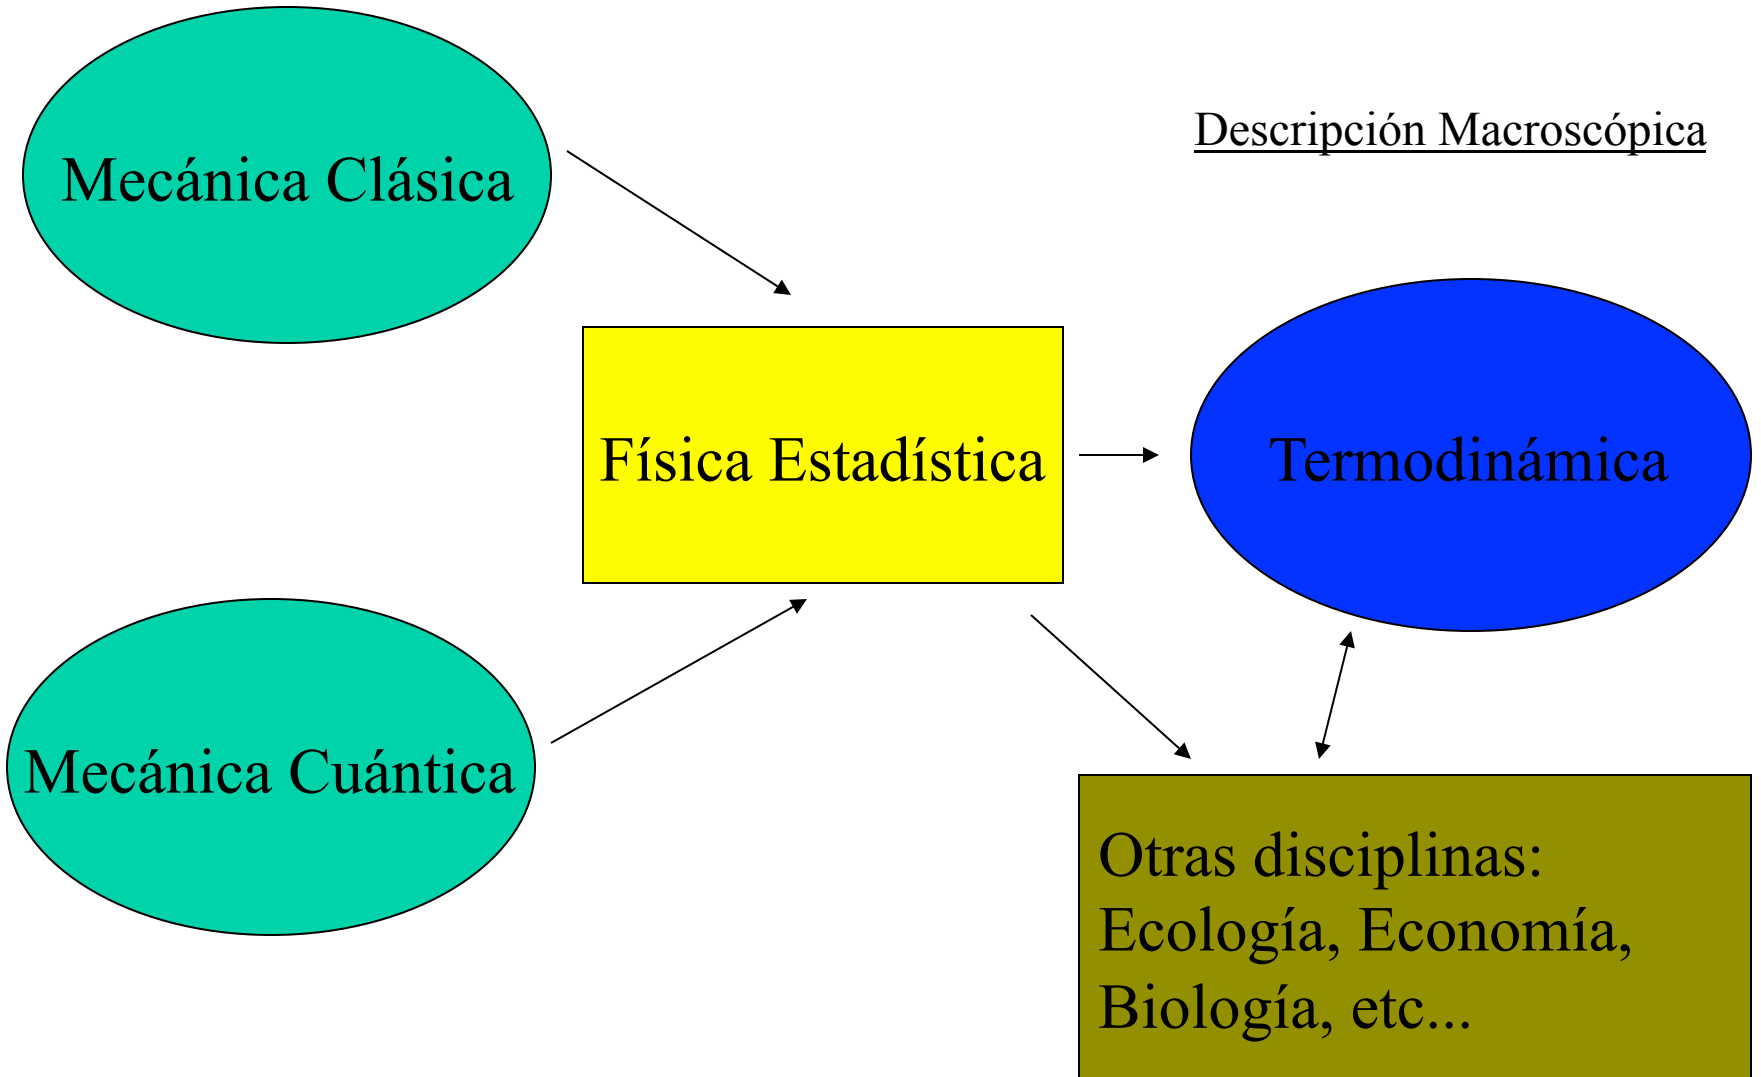 Mecánica Clásica
Descripción Macroscópica
Física Estadística
Termodinámica
Mecánica Cuántica
Otras disciplinas:
Ecología, Economía,
Biología, etc...